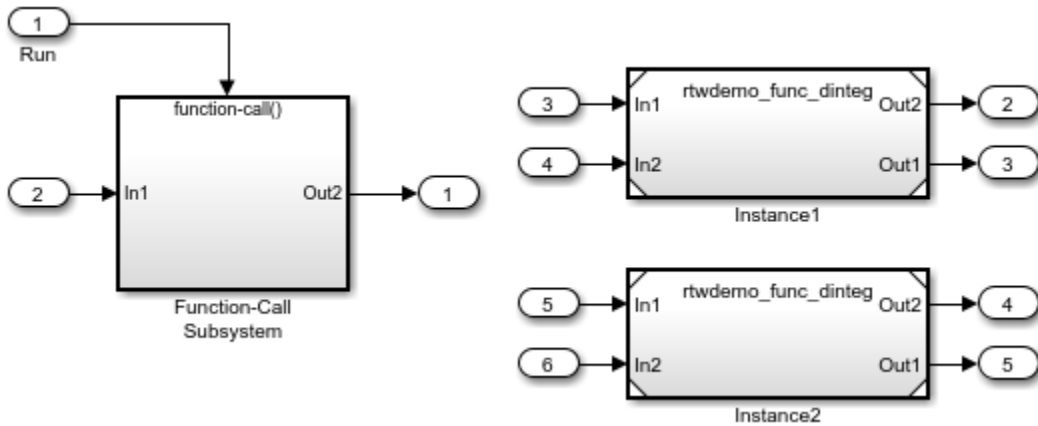 1
Run
function-call()
2
In1
Out2
1
Function-Call
Subsystem
rtwdemo_func_dinteg
3
In1
Out2
2
4
In2
Out1
3
Instance1
rtwdemo_func_dinteg
5
In1
Out2
4
6
In2
Out1
5
Instance2